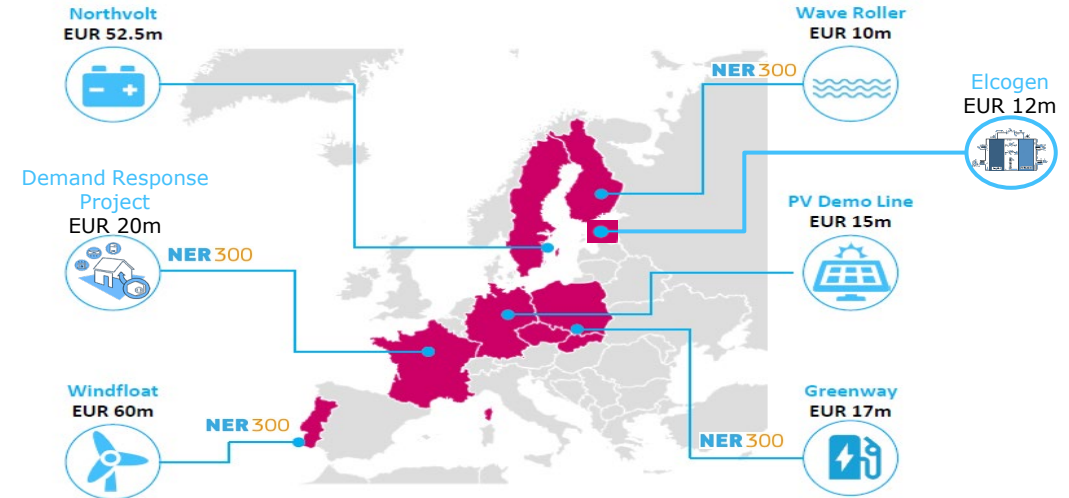 Northvolt
EUR 52.5m
Wave Roller
EUR 10m
NER300
Elcogen
EUR 12m
Demand Response
Project
EUR 20m
NER300
PV Demo Line
EUR 15m
Windfloat
EUR 60m
NER300
Greenway
EUR 17m
NER300